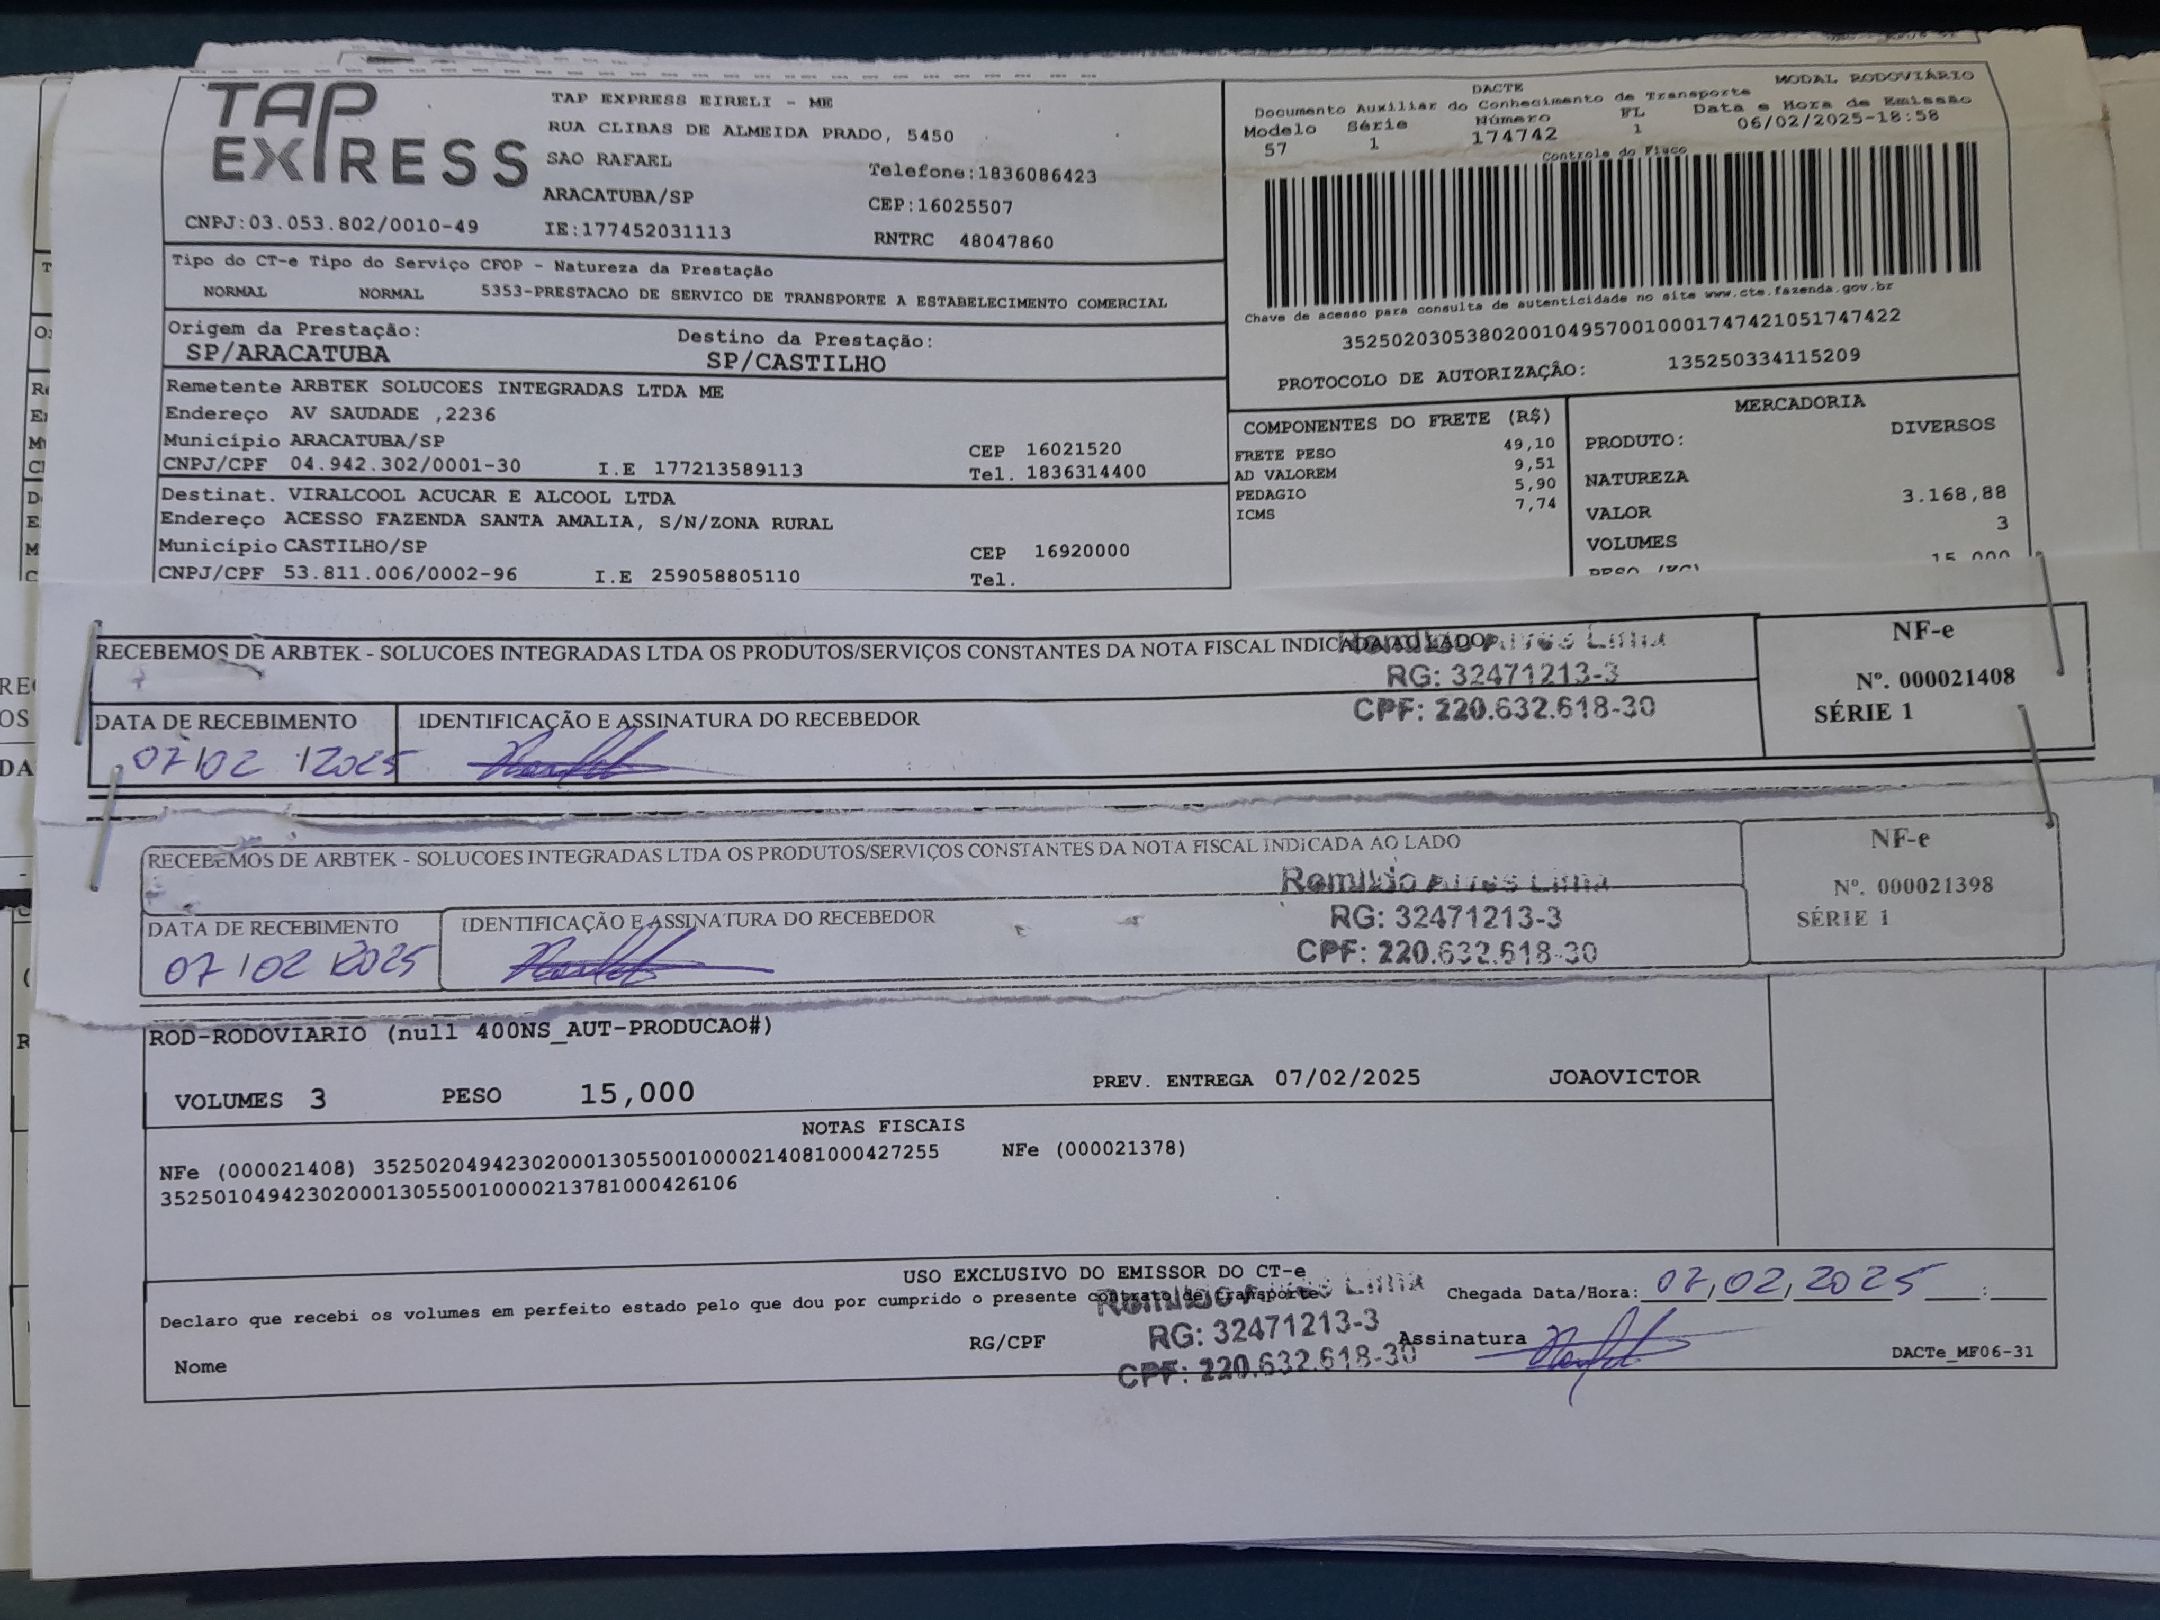 TAP EXPRESS
TAP EXPRESS EIRELI - ME
RUA CLIBAS DE ALMEIDA PRADO, 5450
SAO RAFAEL
Telefone:1836086423
ARACATUBA/SP
CEP:16025507
CNPJ:03.053.802/0010-49 IE:177452031113
RNTRC 48047860
DACTE
MODAL RODOVIÁRIO
Documento Auxiliar do Conhecimento de Transporte
Modelo Série Número FL Data e Hora de Emissão
57 1 174742 1 06/02/2025-18:58
Controle do Fisco
Chave de acesso para consulta de autenticidade no site www.cte.fazenda.gov.br
35250203053802001049570010001747421051747422
PROTOCOLO DE AUTORIZAÇÃO: 135250334115209
Tipo do CT-e Tipo do Serviço CFOP - Natureza da Prestação
NORMAL NORMAL 5353-PRESTACAO DE SERVICO DE TRANSPORTE A ESTABELECIMENTO COMERCIAL
Origem da Prestação: Destino da Prestação:
SP/ARACATUBA SP/CASTILHO
Remetente ARBTEK SOLUCOES INTEGRADAS LTDA ME
Endereço AV SAUDADE ,2236
Município ARACATUBA/SP CEP 16021520
CNPJ/CPF 04.942.302/0001-30 I.E 177213589113 Tel. 1836314400
Destinat. VIRALCOOL ACUCAR E ALCOOL LTDA
Endereço ACESSO FAZENDA SANTA AMALIA, S/N/ZONA RURAL
Município CASTILHO/SP CEP 16920000
CNPJ/CPF 53.811.006/0002-96 I.E 259058805110 Tel.
COMPONENTES DO FRETE (R$)
FRETE PESO 49,10
AD VALOREM 9,51
PEDAGIO 5,90
ICMS 7,74
MERCADORIA
PRODUTO: DIVERSOS
NATUREZA
VALOR 3.168,88
VOLUMES 3
PESO (KG) 15,000
RECEBEMOS DE ARBTEK - SOLUCOES INTEGRADAS LTDA OS PRODUTOS/SERVIÇOS CONSTANTES DA NOTA FISCAL INDICADA AO LADO
Romildo Alves Lima
RG: 32471213-3
CPF: 220.632.618-30
NF-e
Nº. 000021408
SÉRIE 1
DATA DE RECEBIMENTO IDENTIFICAÇÃO E ASSINATURA DO RECEBEDOR
07/02/2025
RECEBEMOS DE ARBTEK - SOLUCOES INTEGRADAS LTDA OS PRODUTOS/SERVIÇOS CONSTANTES DA NOTA FISCAL INDICADA AO LADO
Romildo Alves Lima
RG: 32471213-3
CPF: 220.632.618-30
NF-e
Nº. 000021398
SÉRIE 1
DATA DE RECEBIMENTO IDENTIFICAÇÃO E ASSINATURA DO RECEBEDOR
07/02/2025
ROD-RODOVIARIO (null 400NS_AUT-PRODUCAO#)
VOLUMES 3 PESO 15,000 PREV. ENTREGA 07/02/2025 JOAOVICTOR
NOTAS FISCAIS
NFe (000021408) 35250204942302000130550010000214081000427255 NFe (000021378)
35250104942302000130550010000213781000426106
USO EXCLUSIVO DO EMISSOR DO CT-e
Declaro que recebi os volumes em perfeito estado pelo que dou por cumprido o presente contrato de transporte
Chegada Data/Hora: 07/02/2025 :
Romildo Alves Lima
RG: 32471213-3
CPF: 220.632.618-30
Nome RG/CPF Assinatura
DACTe_MF06-31